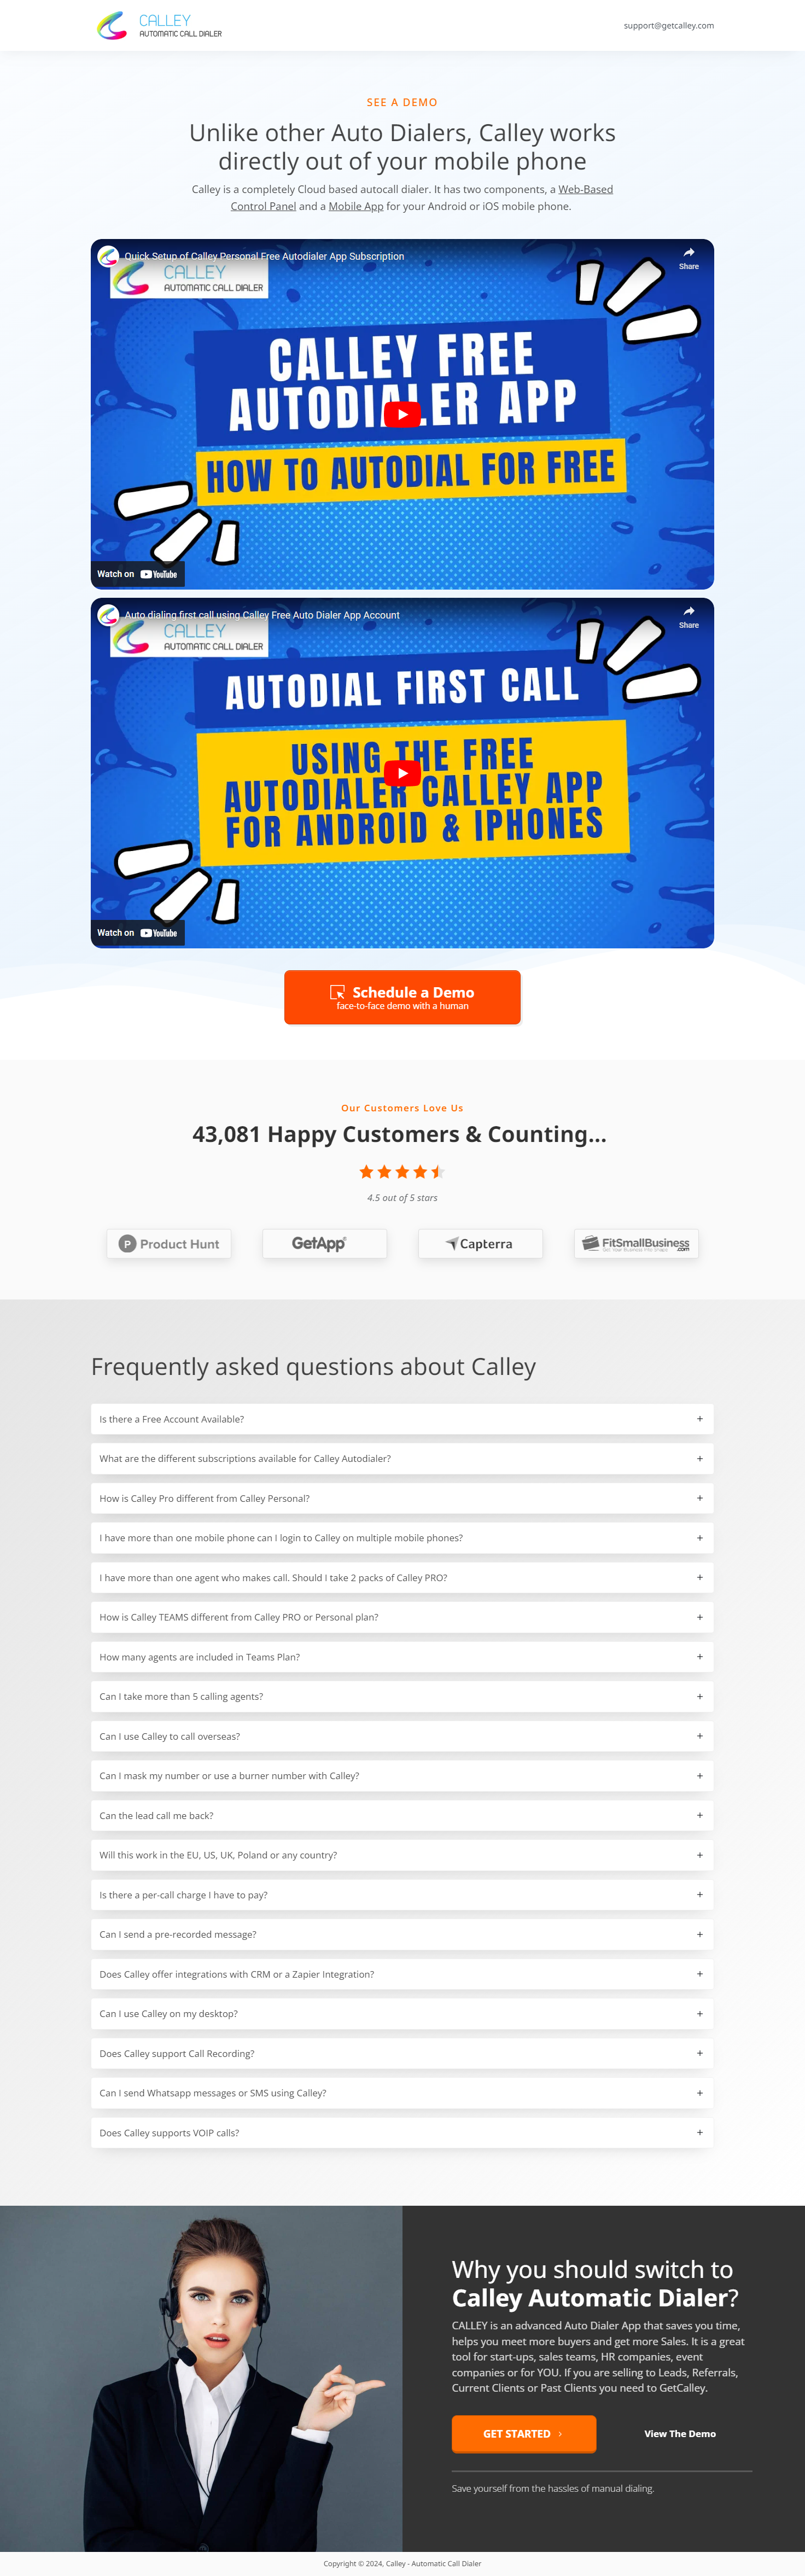 CALLEY
AUTOMATIC CALL DIALER
support@getcalley.com
SEE A DEMO
Unlike other Auto Dialers, Calley works
directly out of your mobile phone
Calley is a completely Cloud based autocall dialer. It has two components, a Web-Based
Control Panel and a Mobile App for your Android or iOS mobile phone.
Quick Setup of Calley Personal Free Autodialer App Subscription
Share
CALLEY
AUTOMATIC CALL DIALER
CALLEY FREE
AUTODIALER APP
HOW TO AUTODIAL FOR FREE
Watch on YouTube
Auto dialing first call using Calley Free Auto Dialer App Account
Share
CALLEY
AUTOMATIC CALL DIALER
AUTODIAL FIRST CALL
USING THE FREE
AUTODIALER CALLEY APP
FOR ANDROID & IPHONES
Watch on YouTube
Schedule a Demo
face-to-face demo with a human
Our Customers Love Us
43,081 Happy Customers & Counting...
4.5 out of 5 stars
P Product Hunt
GetApp
Capterra
FitSmallBusiness
.com
Frequently asked questions about Calley
Is there a Free Account Available? +
What are the different subscriptions available for Calley Autodialer? +
How is Calley Pro different from Calley Personal? +
I have more than one mobile phone can I login to Calley on multiple mobile phones? +
I have more than one agent who makes call. Should I take 2 packs of Calley PRO? +
How is Calley TEAMS different from Calley PRO or Personal plan? +
How many agents are included in Teams Plan? +
Can I take more than 5 calling agents? +
Can I use Calley to call overseas? +
Can I mask my number or use a burner number with Calley? +
Can the lead call me back? +
Will this work in the EU, US, UK, Poland or any country? +
Is there a per-call charge I have to pay? +
Can I send a pre-recorded message? +
Does Calley offer integrations with CRM or a Zapier Integration? +
Can I use Calley on my desktop? +
Does Calley support Call Recording? +
Can I send Whatsapp messages or SMS using Calley? +
Does Calley supports VOIP calls? +
Why you should switch to
Calley Automatic Dialer?
CALLEY is an advanced Auto Dialer App that saves you time,
helps you meet more buyers and get more Sales. It is a great
tool for start-ups, sales teams, HR companies, event
companies or for YOU. If you are selling to Leads, Referrals,
Current Clients or Past Clients you need to GetCalley.
GET STARTED >
View The Demo
Save yourself from the hassles of manual dialing.
Copyright © 2024, Calley - Automatic Call Dialer